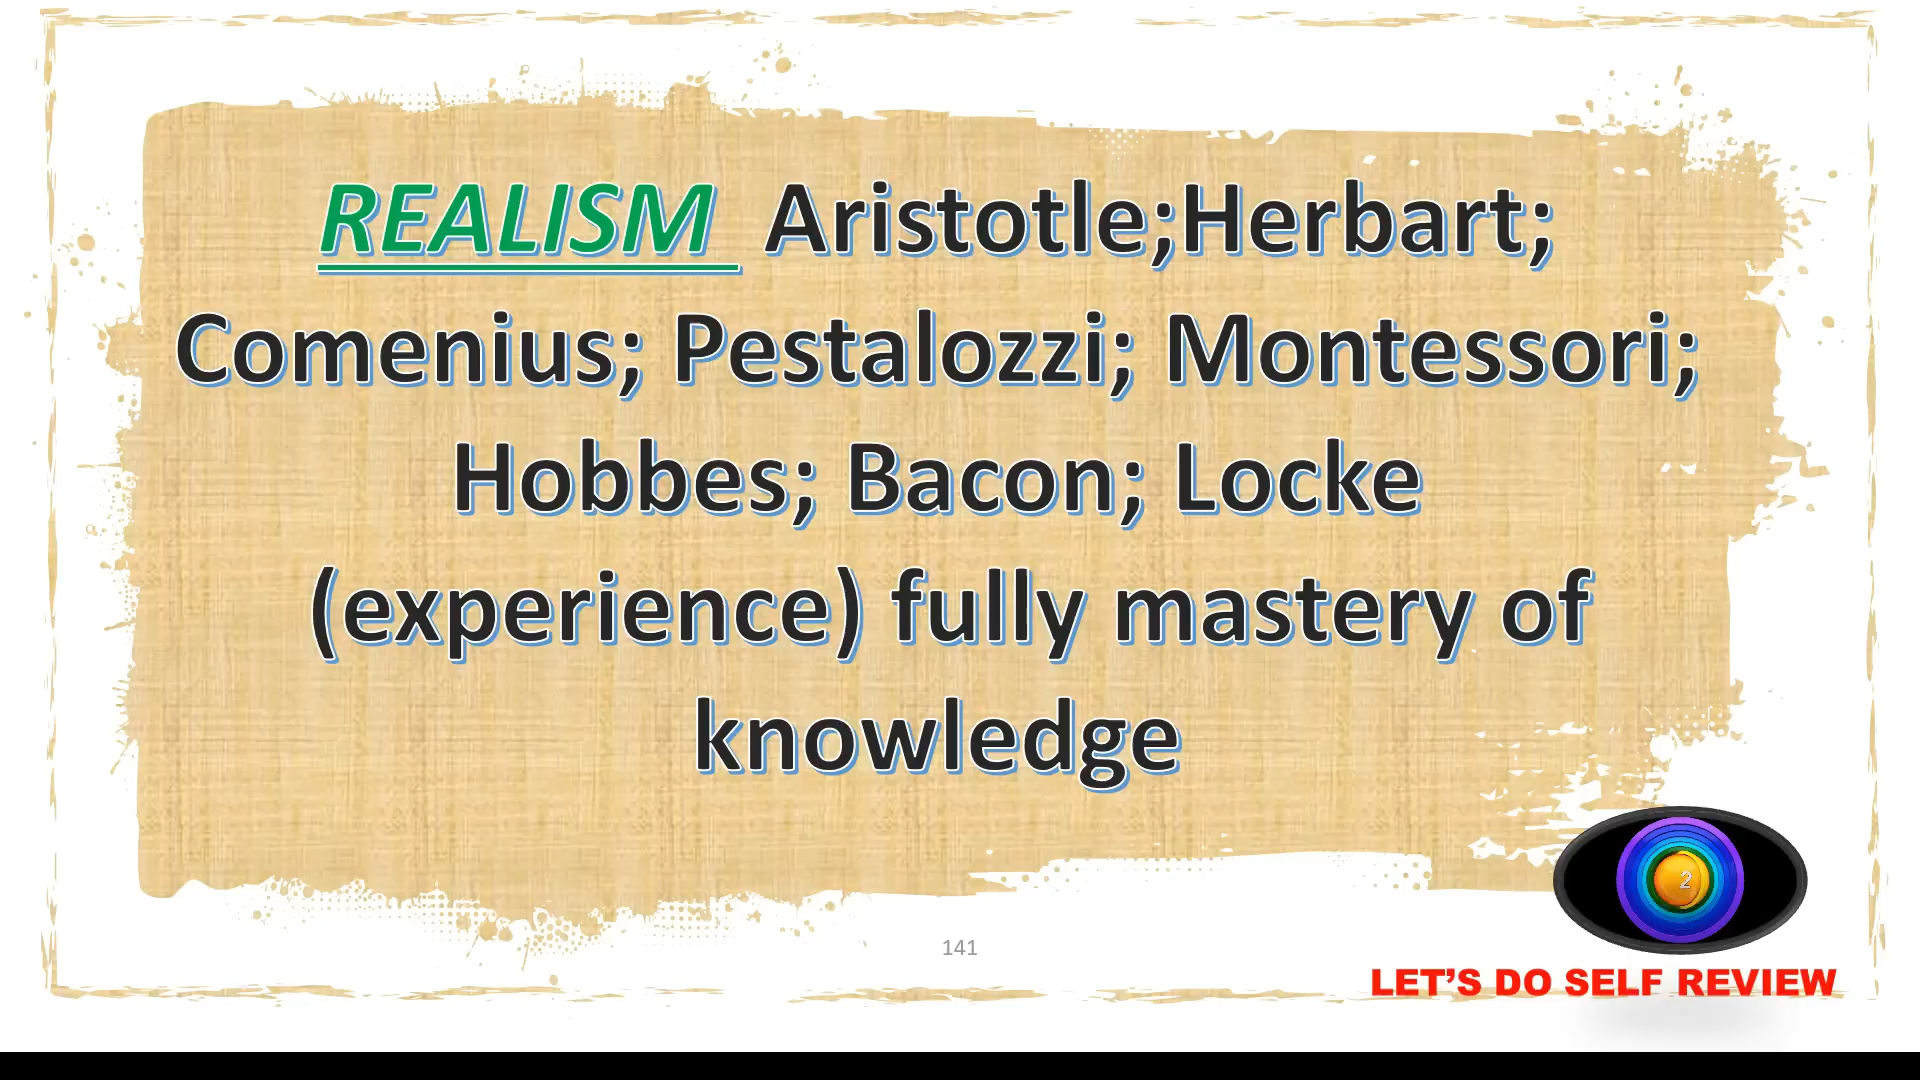 REALISM Aristotle;Herbart;
Comenius; Pestalozzi; Montessori;
Hobbes; Bacon; Locke
(experience) fully mastery of
knowledge
2
141
LET’S DO SELF REVIEW